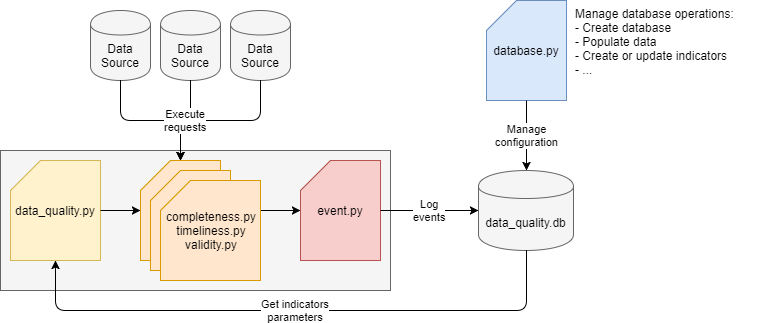 Data
Source
Data
Source
Data
Source
Execute
requests
database.py
Manage database operations:
- Create database
- Populate data
- Create or update indicators
- ...
Manage
configuration
data_quality.py
completeness.py
timeliness.py
validity.py
event.py
Log
events
data_quality.db
Get indicators
parameters